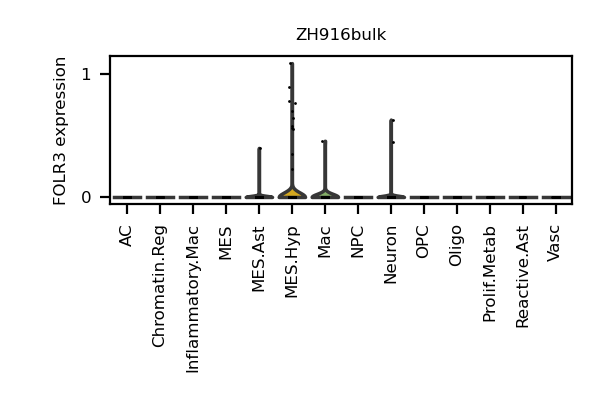 ZH916bulk
FOLR3 expression
1
0
AC
Chromatin.Reg
Inflammatory.Mac
MES
MES.Ast
MES.Hyp
Mac
NPC
Neuron
OPC
Oligo
Prolif.Metab
Reactive.Ast
Vasc